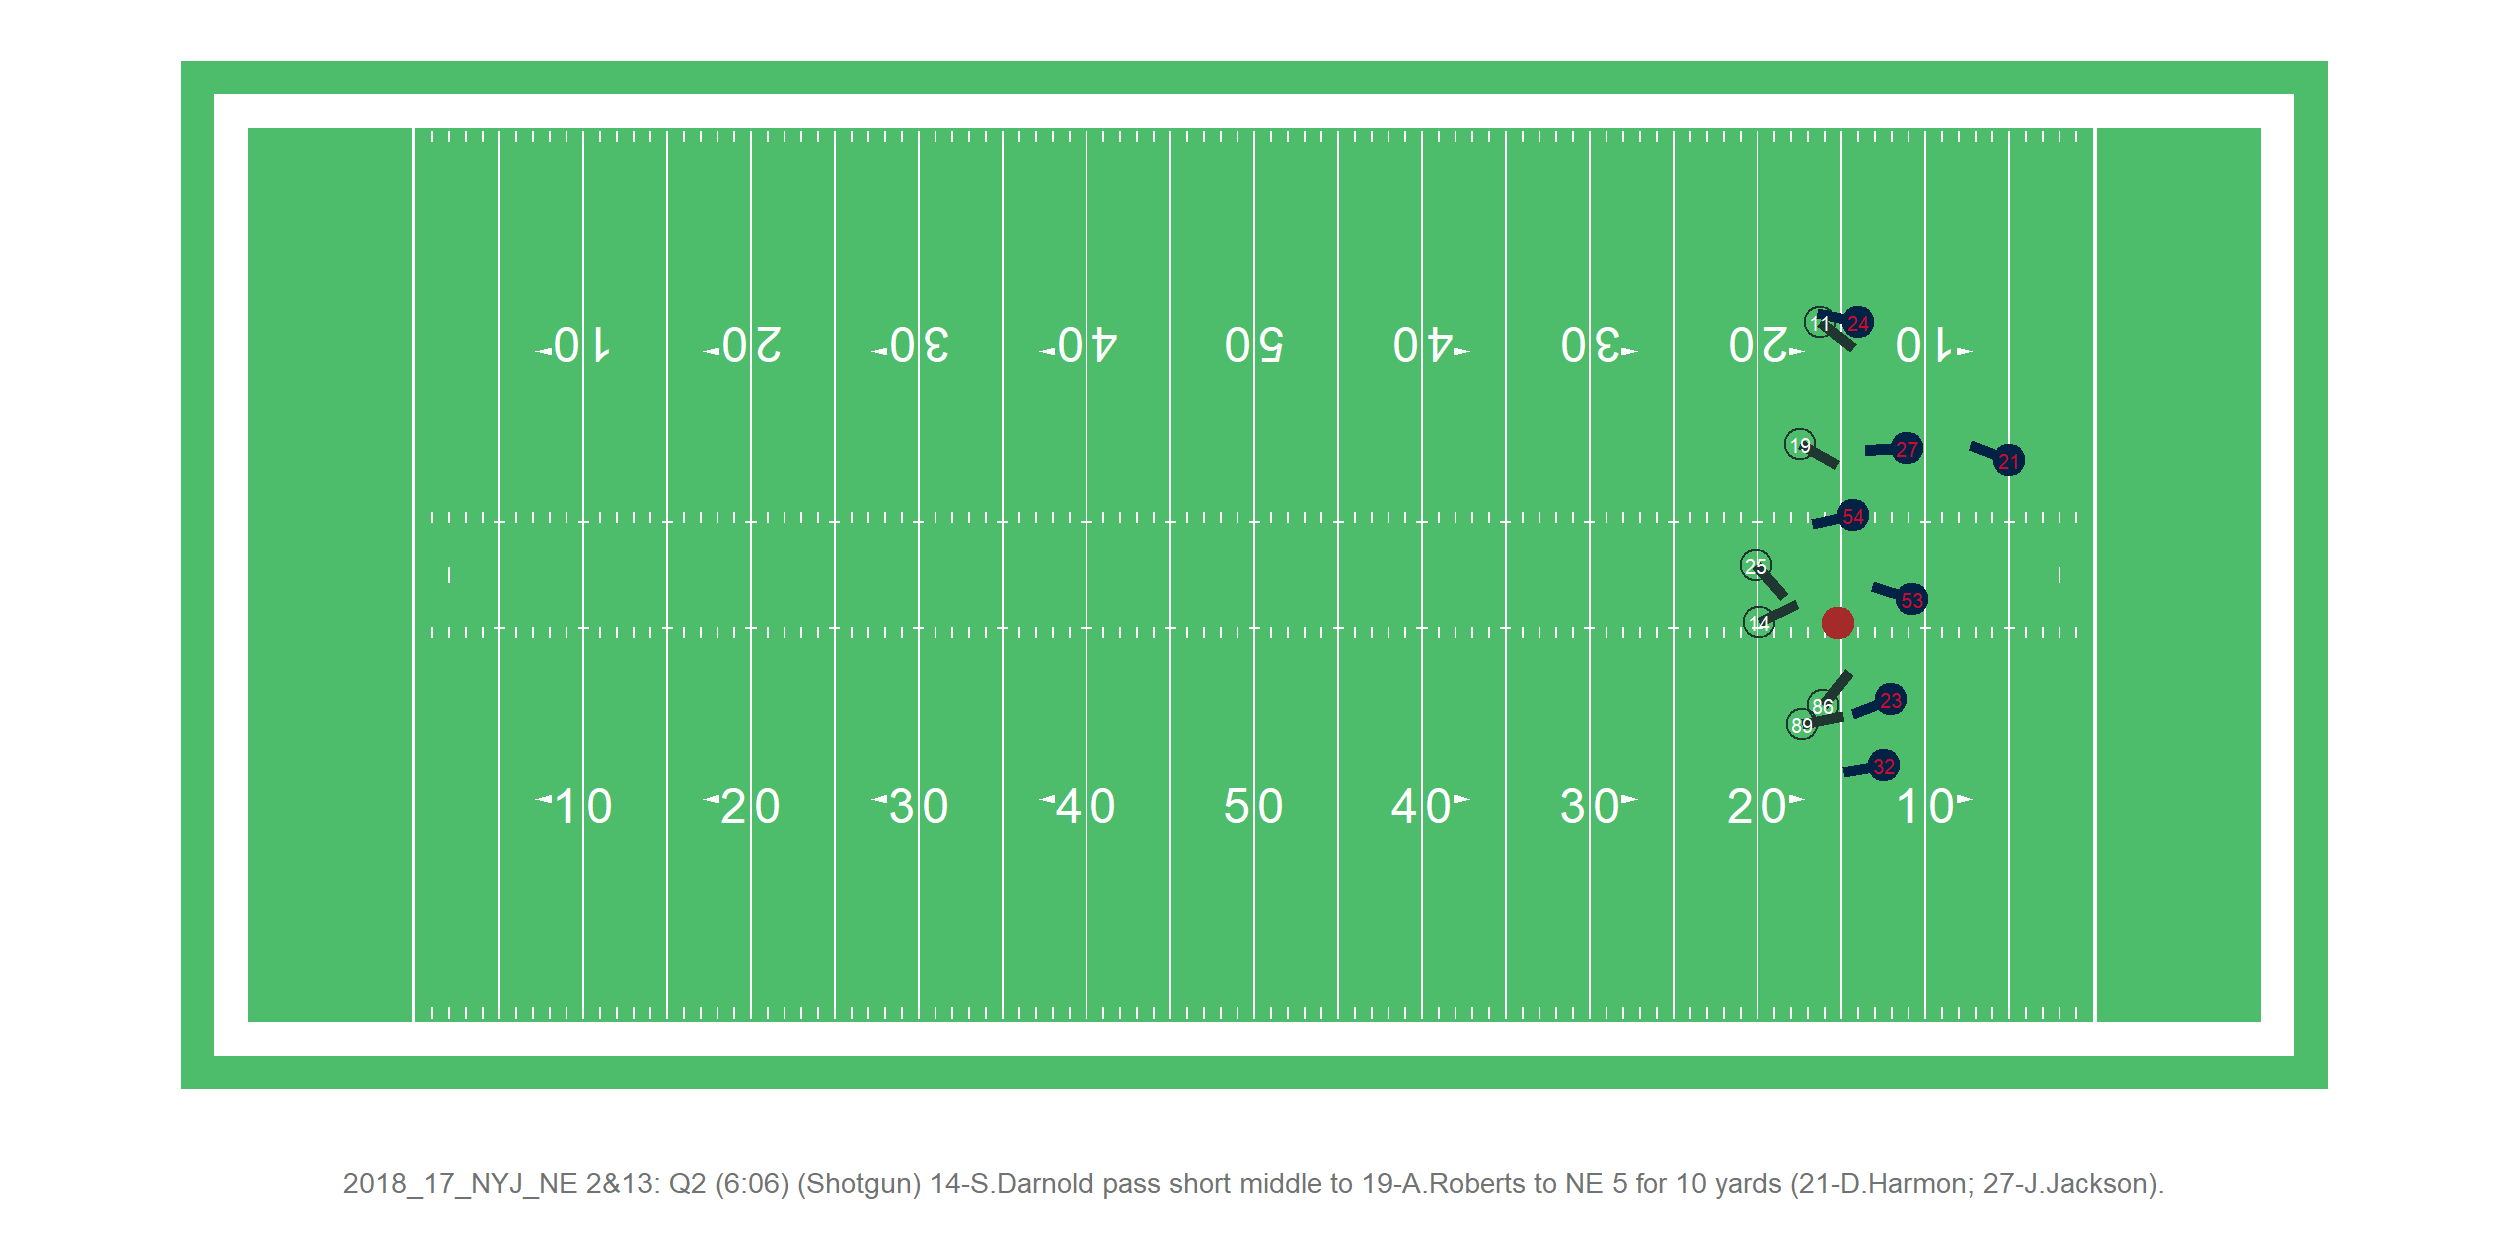 10 20 30 40 50 40 30 20 10
11 24
19 27 21
54
25
53
14
86 23
89
32
10 20 30 40 50 40 30 20 10
2018_17_NYJ_NE 2&13: Q2 (6:06) (Shotgun) 14-S.Darnold pass short middle to 19-A.Roberts to NE 5 for 10 yards (21-D.Harmon; 27-J.Jackson).